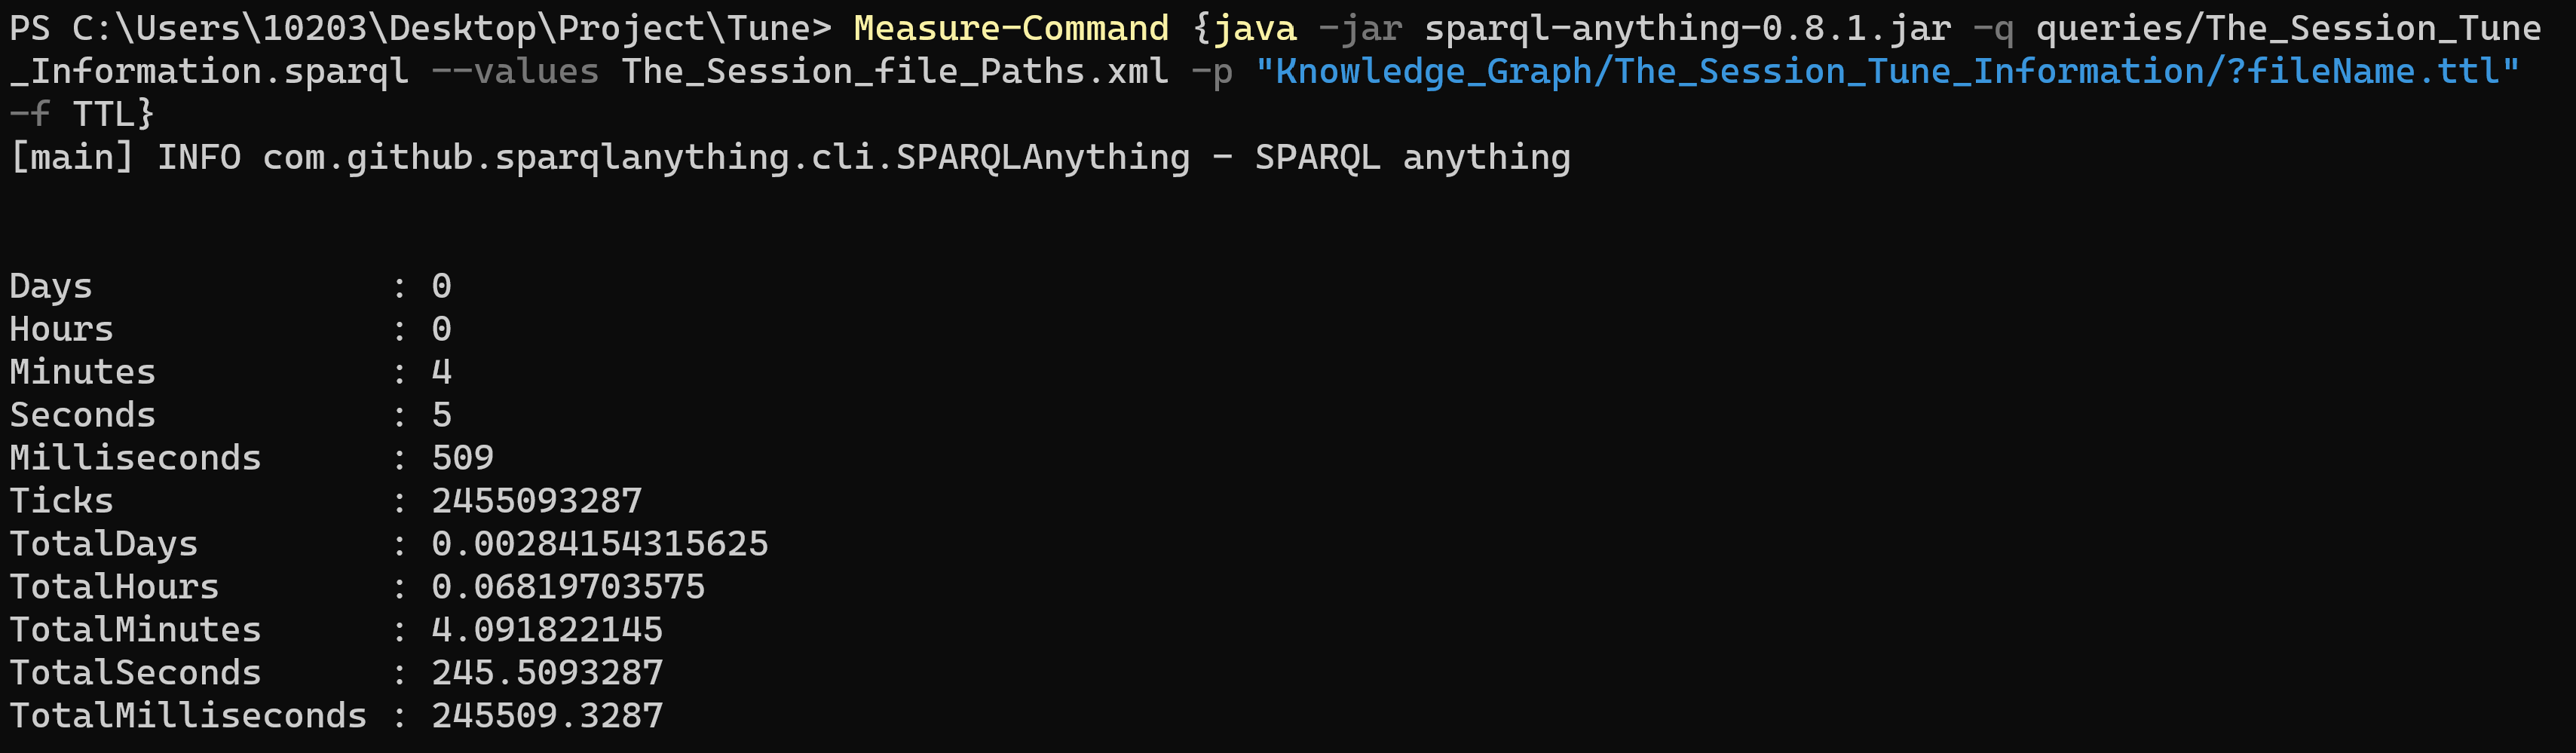 PS C:\Users\10203\Desktop\Project\Tune> Measure-Command {java -jar sparql-anything-0.8.1.jar -q queries/The_Session_Tune
_Information.sparql --values The_Session_file_Paths.xml -p "Knowledge_Graph/The_Session_Tune_Information/?fileName.ttl"
-f TTL}
[main] INFO com.github.sparqlanything.cli.SPARQLAnything - SPARQL anything
Days              : 0
Hours             : 0
Minutes           : 4
Seconds           : 5
Milliseconds      : 509
Ticks             : 2455093287
TotalDays         : 0.00284154315625
TotalHours        : 0.06819703575
TotalMinutes      : 4.091822145
TotalSeconds      : 245.5093287
TotalMilliseconds : 245509.3287